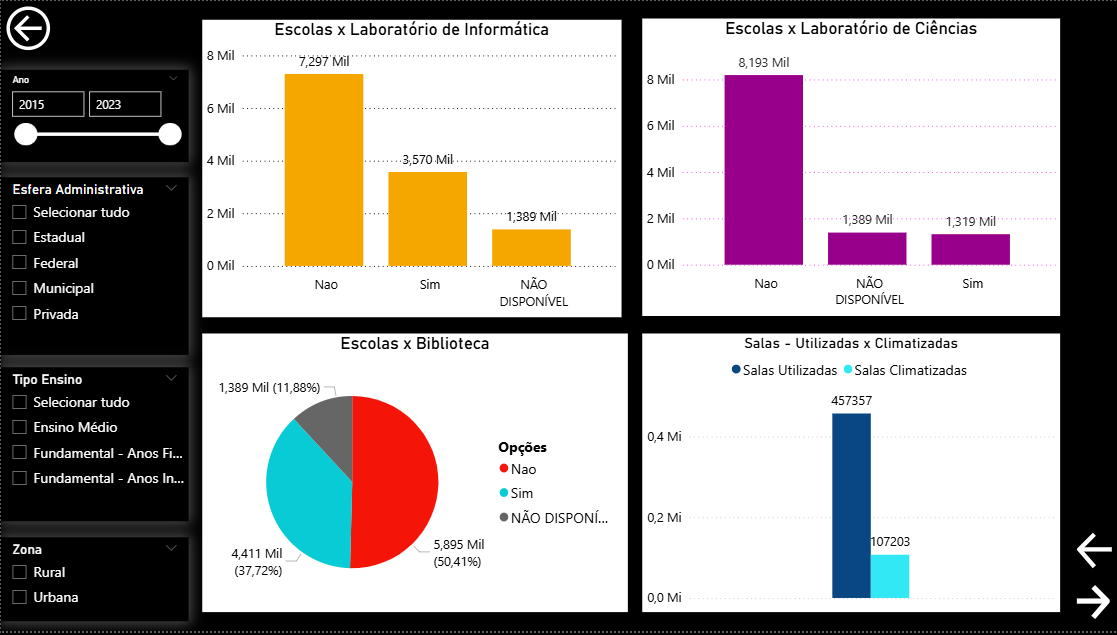 Ano
2015
2023
Esfera Administrativa
Selecionar tudo
Estadual
Federal
Municipal
Privada
Tipo Ensino
Selecionar tudo
Ensino Médio
Fundamental - Anos Fi...
Fundamental - Anos In...
Zona
Rural
Urbana
Escolas x Laboratório de Informática
8 Mil
6 Mil
4 Mil
2 Mil
0 Mil
7,297 Mil
3,570 Mil
1,389 Mil
Nao
Sim
NÃO
DISPONÍVEL
Escolas x Laboratório de Ciências
8 Mil
6 Mil
4 Mil
2 Mil
0 Mil
8,193 Mil
1,389 Mil
1,319 Mil
Nao
NÃO
DISPONÍVEL
Sim
Escolas x Biblioteca
1,389 Mil (11,88%)
4,411 Mil
(37,72%)
5,895 Mil
(50,41%)
Opções
Nao
Sim
NÃO DISPONÍ...
Salas - Utilizadas x Climatizadas
Salas Utilizadas
Salas Climatizadas
0,4 Mi
0,2 Mi
0,0 Mi
457357
107203